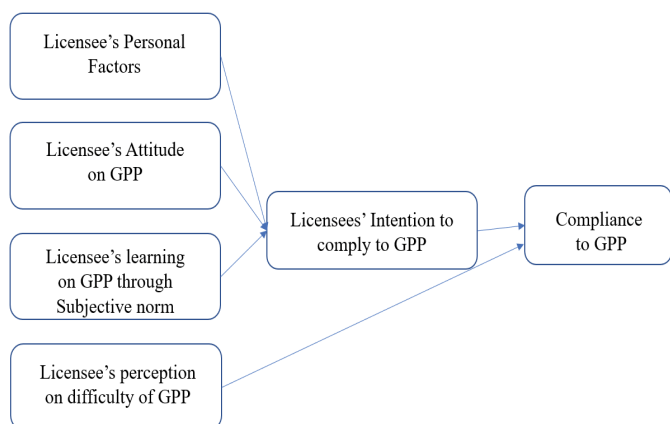 Licensee’s Personal
Factors
Licensee’s Attitude
on GPP
Licensee’s learning
on GPP through
Subjective norm
Licensee’s perception
on difficulty of GPP
Licensees’ Intention to
comply to GPP
Compliance
to GPP